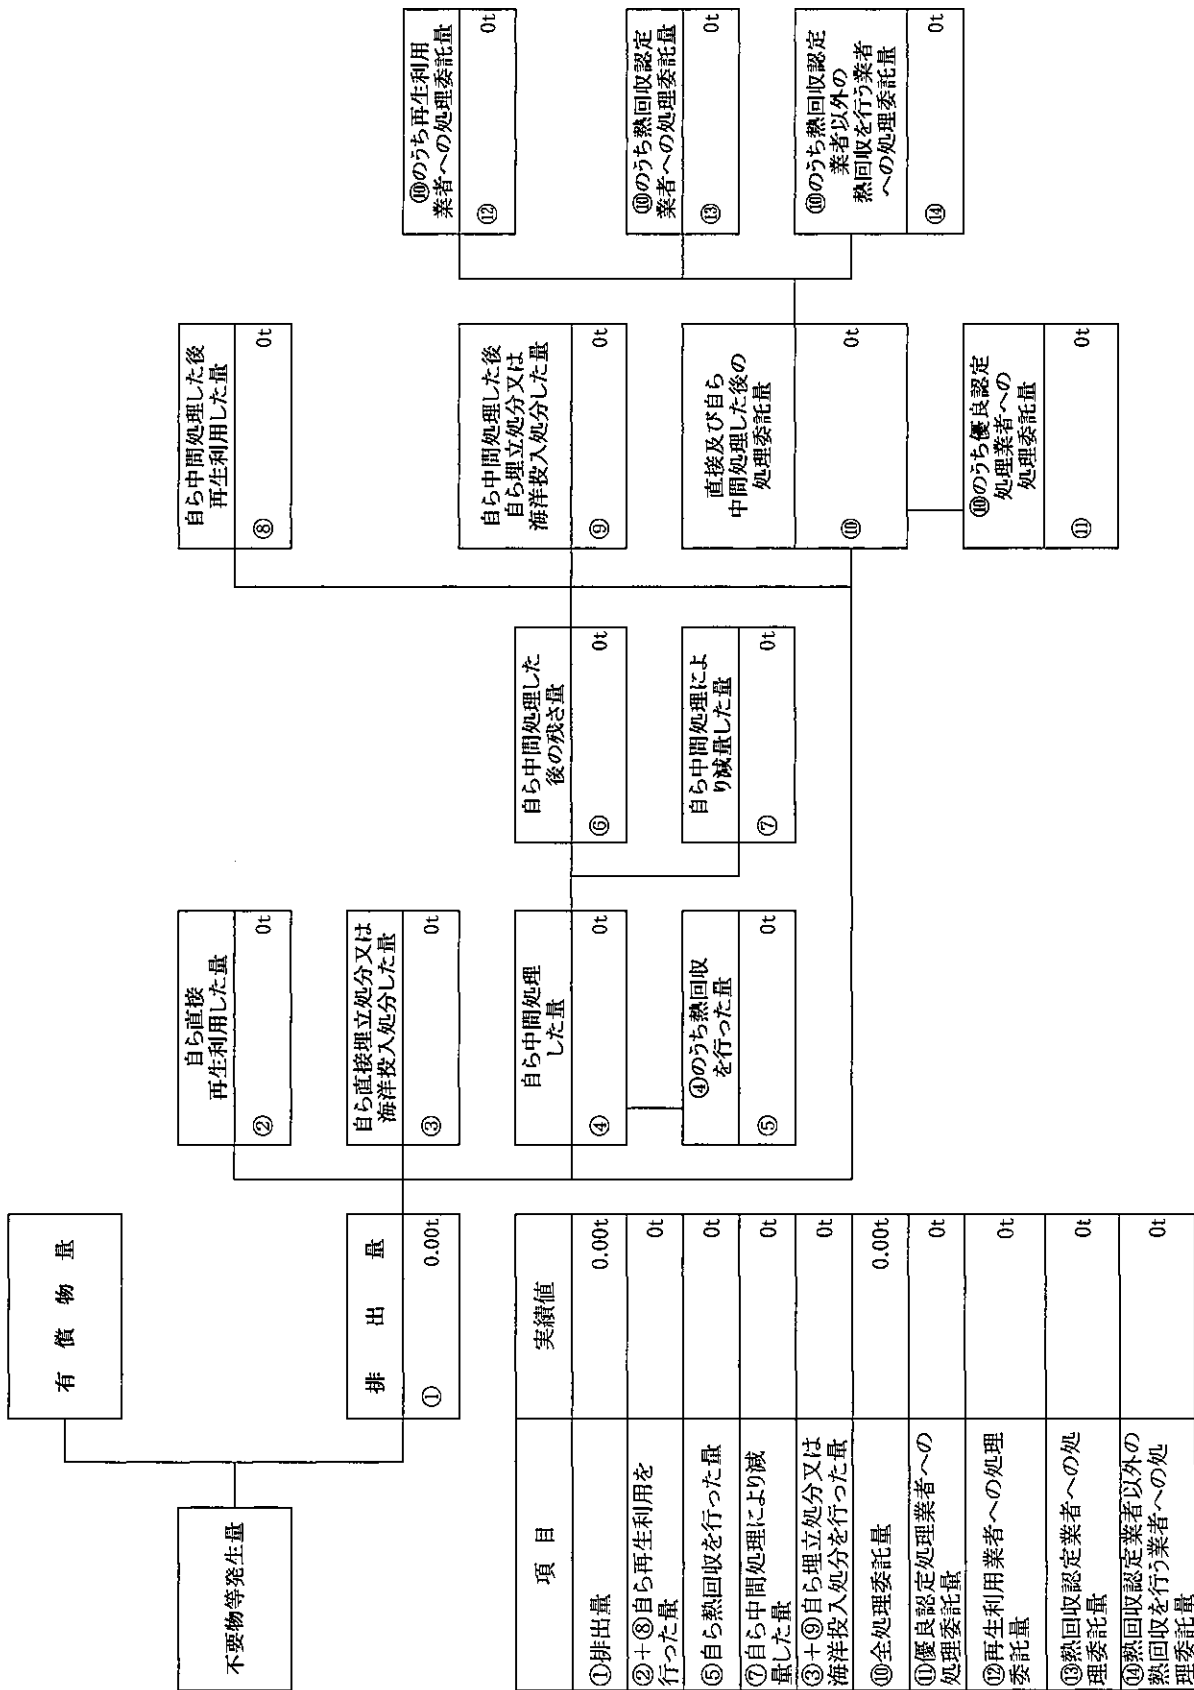 不要物等発生量
有償物量
排出量
① 0.00t
自ら直接
再生利用した量
② 0t
自ら直接埋立処分又は
海洋投入処分した量
③ 0t
自ら中間処理
した量
④ 0t
④のうち熱回収
を行った量
⑤ 0t
自ら中間処理した
後の残さ量
⑥ 0t
自ら中間処理によ
り減量した量
⑦ 0t
自ら中間処理した後
再生利用した量
⑧ 0t
自ら中間処理した後
自ら埋立処分又は
海洋投入処分した量
⑨ 0t
直接及び自ら
中間処理した後の
処理委託量
⑩ 0t
⑩のうち優良認定
処理業者への
処理委託量
⑪ 0t
⑩のうち再生利用
業者への処理委託量
⑫ 0t
⑩のうち熱回収認定
業者への処理委託量
⑬ 0t
⑩のうち熱回収認定
業者以外の
熱回収を行う業者
への処理委託量
⑭ 0t
項目 実績値
①排出量 0.00t
②+⑧自ら再生利用を
行った量 0t
⑤自ら熱回収を行った量 0t
⑦自ら中間処理により減
量した量 0t
③+⑨自ら埋立処分又は
海洋投入処分を行った量 0t
⑩全処理委託量 0.00t
⑪優良認定処理業者への
処理委託量 0t
⑫再生利用業者への処理
委託量 0t
⑬熱回収認定業者への処
理委託量 0t
⑭熱回収認定業者以外の
熱回収を行う業者への処
理委託量 0t